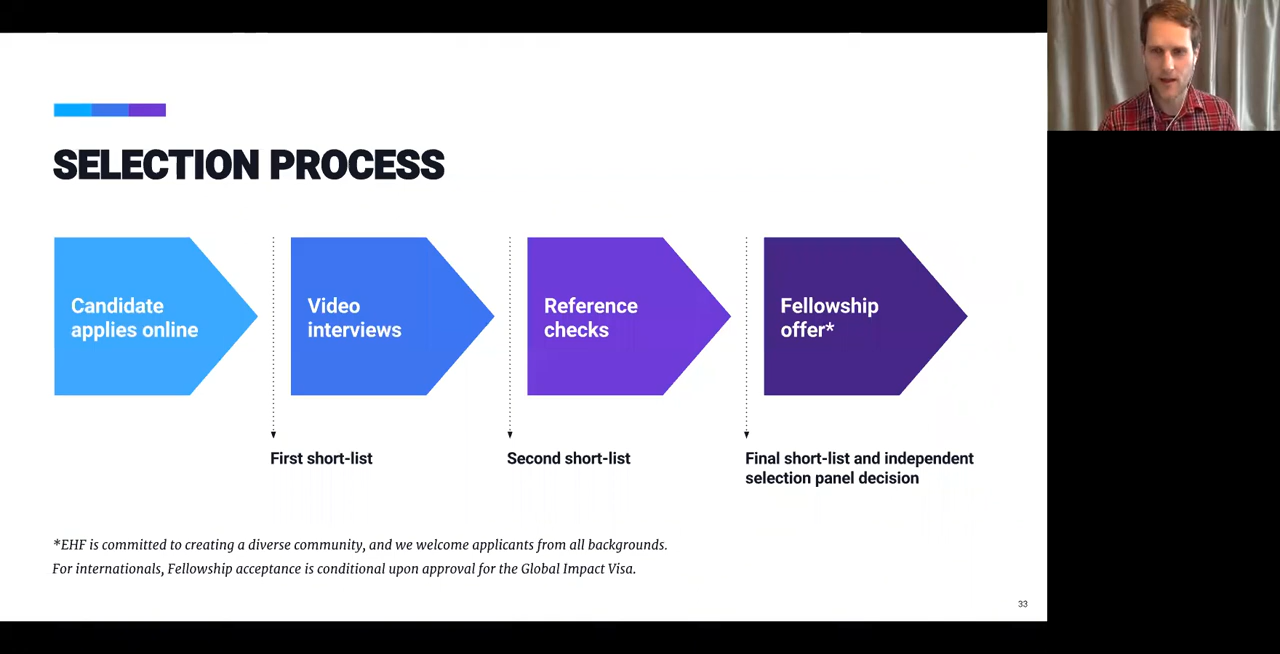 SELECTION PROCESS
Candidate
applies online
Video
interviews
Reference
checks
Fellowship
offer*
First short-list
Second short-list
Final short-list and independent
selection panel decision
*EHF is committed to creating a diverse community, and we welcome applicants from all backgrounds.
For internationals, Fellowship acceptance is conditional upon approval for the Global Impact Visa.
33